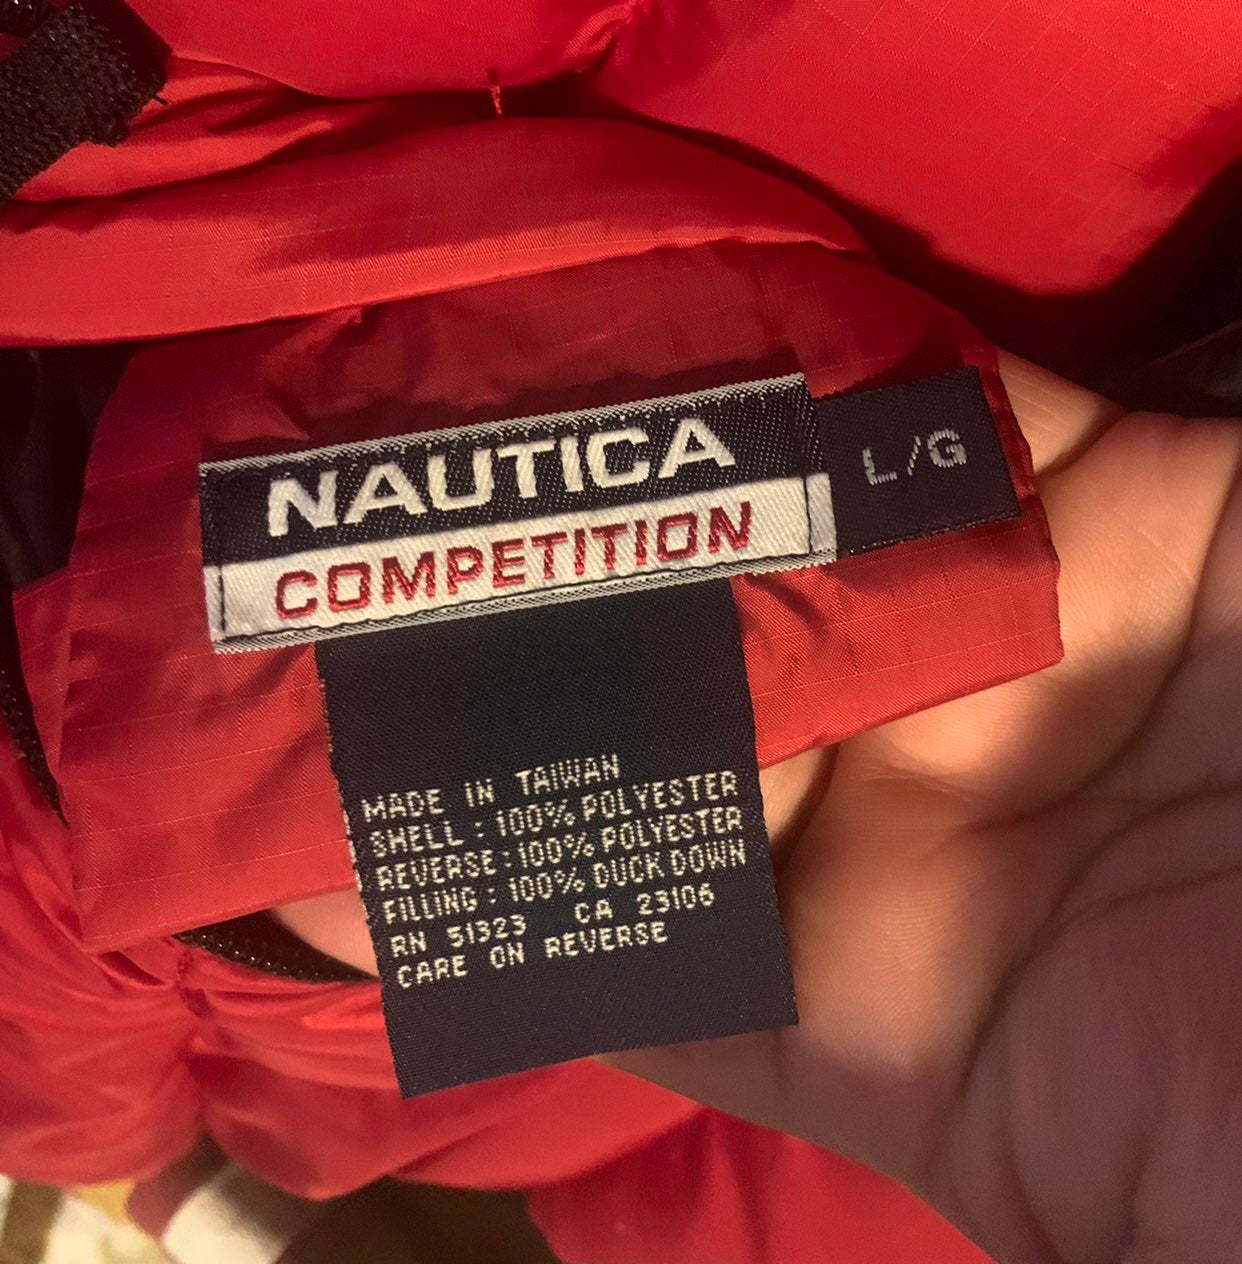 NAUTICA
COMPETITION
L/G
MADE IN TAIWAN
SHELL : 100% POLYESTER
REVERSE : 100% POLYESTER
FILLING : 100% DUCK DOWN
RN 51323 CA 23106
CARE ON REVERSE